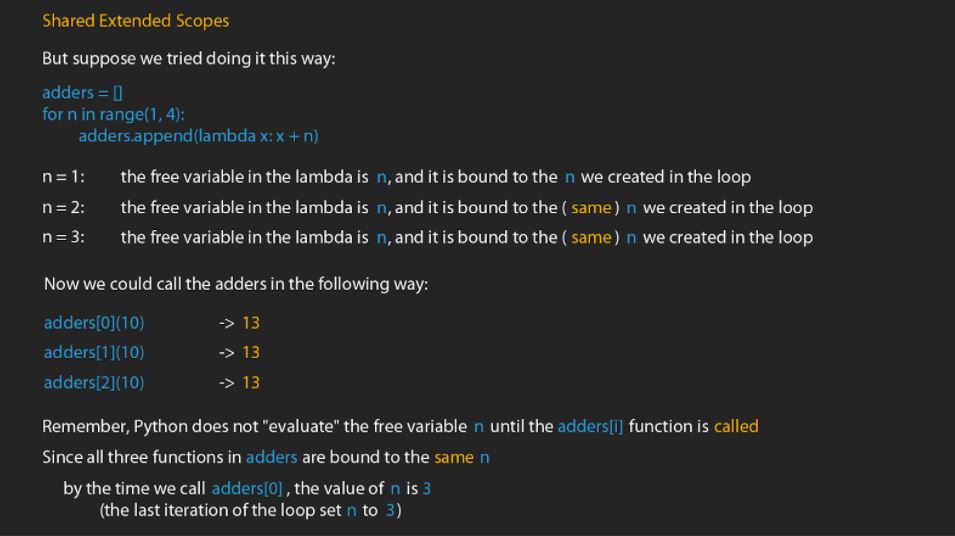 Shared Extended Scopes
But suppose we tried doing it this way:
adders = []
for n in range(1, 4):
adders.append(lambda x: x + n)
n = 1: the free variable in the lambda is n, and it is bound to the n we created in the loop
n = 2: the free variable in the lambda is n, and it is bound to the ( same ) n we created in the loop
n = 3: the free variable in the lambda is n, and it is bound to the ( same ) n we created in the loop
Now we could call the adders in the following way:
adders[0](10) -> 13
adders[1](10) -> 13
adders[2](10) -> 13
Remember, Python does not "evaluate" the free variable n until the adders[i] function is called
Since all three functions in adders are bound to the same n
by the time we call adders[0] , the value of n is 3
(the last iteration of the loop set n to 3)